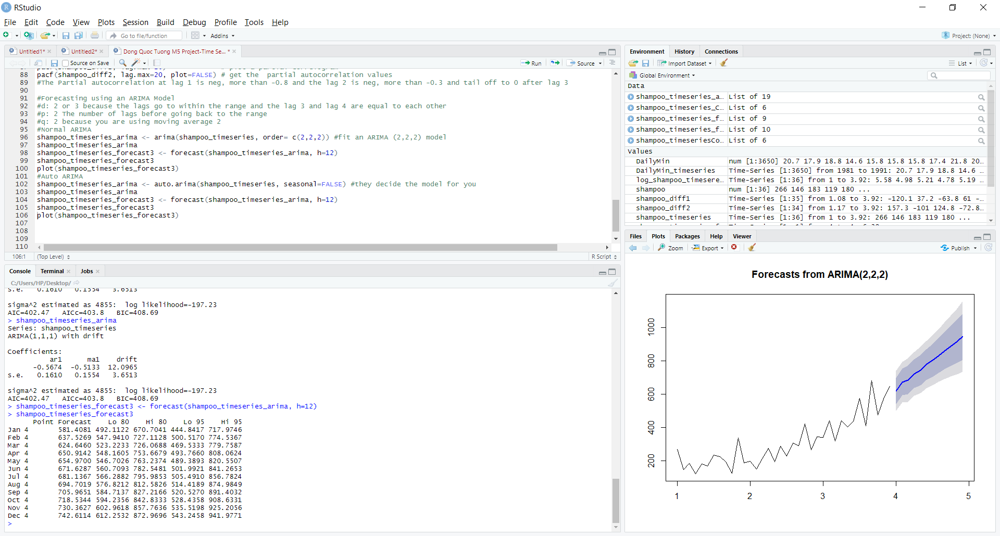 RStudio
File Edit Code View Plots Session Build Debug Profile Tools Help
Go to file/function Addins Project: (None)
Untitled1* Untitled2* Dong Quoc Tuong M5 Project-Time Se... *
Source on Save Run Source
88 pacf(shampoo_diff2, lag.max=20, plot=FALSE) # get the  partial autocorrelation values
89 #The Partial autocorrelation at lag 1 is neg, more than -0.8 and the lag 2 is neg, more than -0.3 and tail off to 0 after lag 3
90
91 #Forecasting using an ARIMA Model
92 #d: 2 or 3 because the lags go to within the range and the lag 3 and lag 4 are equal to each other
93 #p: 2 The number of lags before going back to the range
94 #q: 2 because you are using moving average 2
95 #Normal ARIMA
96 shampoo_timeseries_arima <- arima(shampoo_timeseries, order= c(2,2,2)) #fit an ARIMA (2,2,2) model
97 shampoo_timeseries_arima
98 shampoo_timeseries_forecast3 <- forecast(shampoo_timeseries_arima, h=12)
99 shampoo_timeseries_forecast3
100 plot(shampoo_timeseries_forecast3)
101 #Auto ARIMA
102 shampoo_timeseries_arima <- auto.arima(shampoo_timeseries, seasonal=FALSE) #they decide the model for you
103 shampoo_timeseries_arima
104 shampoo_timeseries_forecast3 <- forecast(shampoo_timeseries_arima, h=12)
105 shampoo_timeseries_forecast3
106 plot(shampoo_timeseries_forecast3)
107
108
109
110
106:1 (Top Level) R Script
Console Terminal Jobs
C:/Users/HP/Desktop/
s.e. 0.1610 0.1554 3.6513
sigma^2 estimated as 4855:  log likelihood=-197.23
AIC=402.47 AICc=403.8 BIC=408.69
> shampoo_timeseries_arima
Series: shampoo_timeseries
ARIMA(1,1,1) with drift
Coefficients:
ar1 ma1 drift
-0.5674 -0.5133 12.0965
s.e. 0.1610 0.1554 3.6513
sigma^2 estimated as 4855:  log likelihood=-197.23
AIC=402.47 AICc=403.8 BIC=408.69
> shampoo_timeseries_forecast3 <- forecast(shampoo_timeseries_arima, h=12)
> shampoo_timeseries_forecast3
Point Forecast Lo 80 Hi 80 Lo 95 Hi 95
Jan 4 581.4081 492.1122 670.7041 444.8417 717.9746
Feb 4 637.5269 547.9410 727.1128 500.5170 774.5367
Mar 4 624.6460 523.2233 726.0688 469.5333 779.7587
Apr 4 650.9142 548.1605 753.6679 493.7660 808.0624
May 4 654.9700 546.7026 763.2374 489.3893 820.5507
Jun 4 671.6287 560.7093 782.5481 501.9921 841.2653
Jul 4 681.1367 566.2882 795.9853 505.4910 856.7824
Aug 4 694.7019 576.8212 812.5826 514.4189 874.9849
Sep 4 705.9651 584.7137 827.2166 520.5270 891.4032
Oct 4 718.5344 594.2356 842.8333 528.4358 908.6331
Nov 4 730.3627 602.9618 857.7636 535.5198 925.2056
Dec 4 742.6114 612.2532 872.9696 543.2458 941.9771
>
Environment History Connections
Import Dataset List
Global Environment
Data
shampoo_timeseries_a... List of 19
shampoo_timeseries_C... List of 6
shampoo_timeseries_f... List of 9
shampoo_timeseries_f... List of 10
shampoo_timeseriesCo... List of 6
Values
DailyMin num [1:3650] 20.7 17.9 18.8 14.6 15.8 15.8 15.8 17.4 21.8 20...
DailyMin_timeseries Time-Series [1:3650] from 1981 to 1991: 20.7 17.9 18.8 14.6 ...
log_shampoo_timesere... Time-Series [1:36] from 1 to 3.92: 5.58 4.98 5.21 4.78 5.19 ...
shampoo num [1:36] 266 146 183 119 180 ...
shampoo_diff1 Time-Series [1:35] from 1.08 to 3.92: -120.1 37.2 -63.8 61 -...
shampoo_diff2 Time-Series [1:34] from 1.17 to 3.92: 157.3 -101 124.8 -72.8...
shampoo_timeseries Time-Series [1:36] from 1 to 3.92: 266 146 183 119 180 ...
Files Plots Packages Help Viewer
Zoom Export Publish
Forecasts from ARIMA(2,2,2)
1000
800
600
400
200
1 2 3 4 5